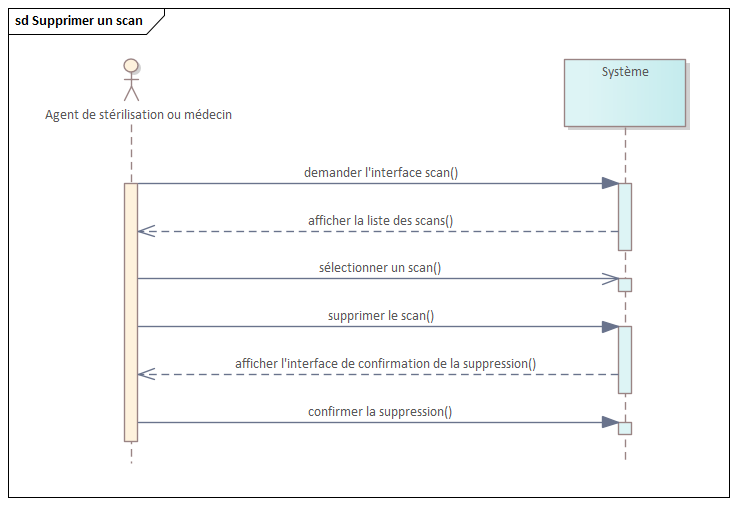 sd Supprimer un scan
Système
Agent de stérilisation ou médecin
demander l'interface scan()
afficher la liste des scans()
sélectionner un scan()
supprimer le scan()
afficher l'interface de confirmation de la suppression()
confirmer la suppression()